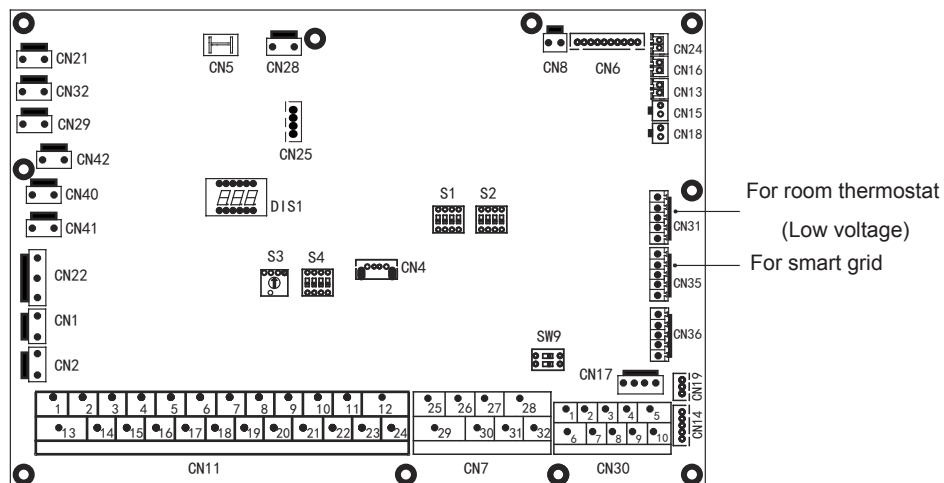 CN21
CN32
CN29
CN42
CN40
CN41
CN22
CN1
CN2
CN5
CN28
CN25
DIS1
S3
S4
CN4
S1
S2
CN8
CN6
CN24
CN16
CN13
CN15
CN18
CN31
For room thermostat
(Low voltage)
CN35
For smart grid
CN36
SW9
CN17
CN19
CN14
1 2 3 4 5 6 7 8 9 10 11 12
13 14 15 16 17 18 19 20 21 22 23 24
CN11
25 26 27 28
29 30 31 32
CN7
1 2 3 4 5
6 7 8 9 10
CN30